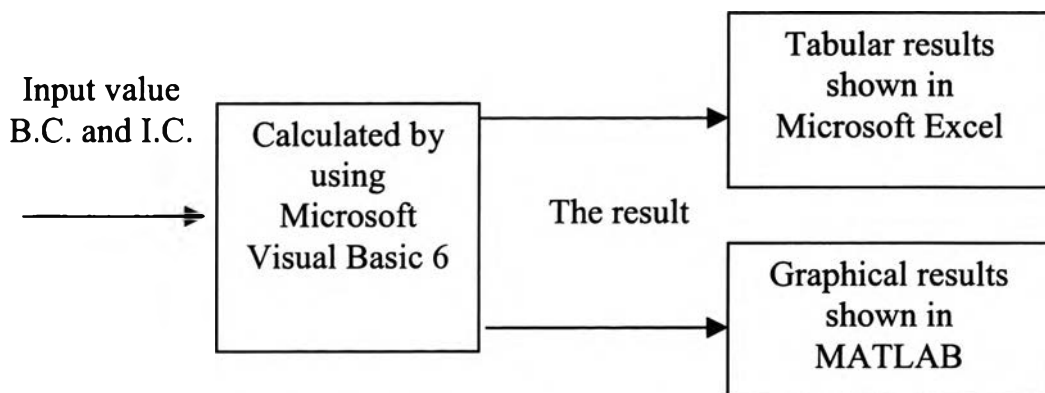 Input value
B.C. and I.C.
Calculated by
using
Microsoft
Visual Basic 6
The result
Tabular results
shown in
Microsoft Excel
Graphical results
shown in
MATLAB